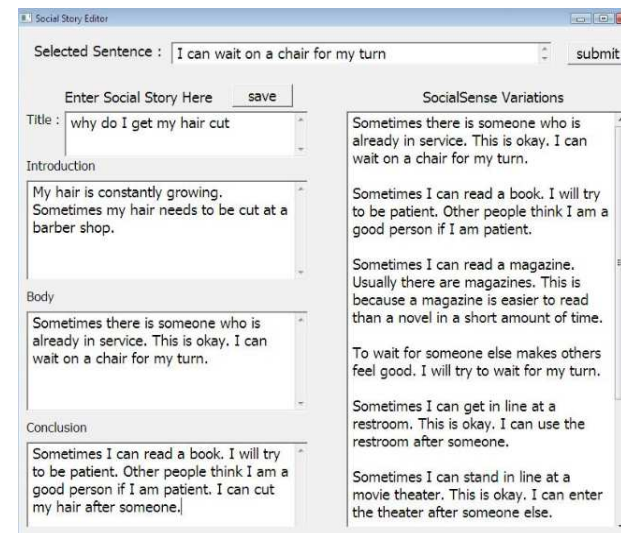 Social Story Editor
Selected Sentence : I can wait on a chair for my turn
submit
Enter Social Story Here
save
Title : why do I get my hair cut
Introduction
My hair is constantly growing.
Sometimes my hair needs to be cut at a
barber shop.
Body
Sometimes there is someone who is
already in service. This is okay. I can
wait on a chair for my turn.
Conclusion
Sometimes I can read a book. I will try
to be patient. Other people think I am a
good person if I am patient. I can cut
my hair after someone.
SocialSense Variations
Sometimes there is someone who is
already in service. This is okay. I can
wait on a chair for my turn.
Sometimes I can read a book. I will try
to be patient. Other people think I am a
good person if I am patient.
Sometimes I can read a magazine.
Usually there are magazines. This is
because a magazine is easier to read
than a novel in a short amount of time.
To wait for someone else makes others
feel good. I will try to wait for my turn.
Sometimes I can get in line at a
restroom. This is okay. I can use the
restroom after someone.
Sometimes I can stand in line at a
movie theater. This is okay. I can enter
the theater after someone else.